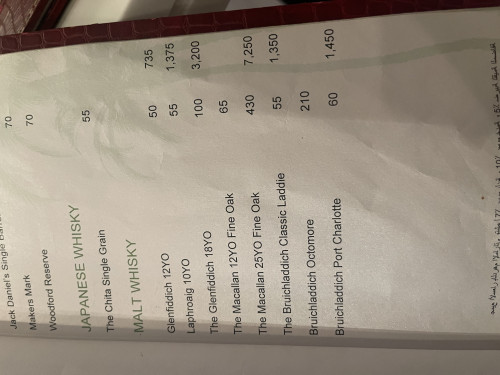 Jack Daniel's Single
Makers Mark 70
Woodford Reserve 70
JAPANESE WHISKY
The Chita Single Grain 55
MALT WHISKY
Glenfiddich 12YO 50 735
Laphroaig 10YO 55 1,375
The Glenfiddich 18YO 100 3,200
The Macallan 12YO Fine Oak 65
The Macallan 25YO Fine Oak 430 7,250
The Bruichladdich Classic Laddie 55 1,350
Bruichladdich Octomore 210
Bruichladdich Port Charlotte 60 1,450